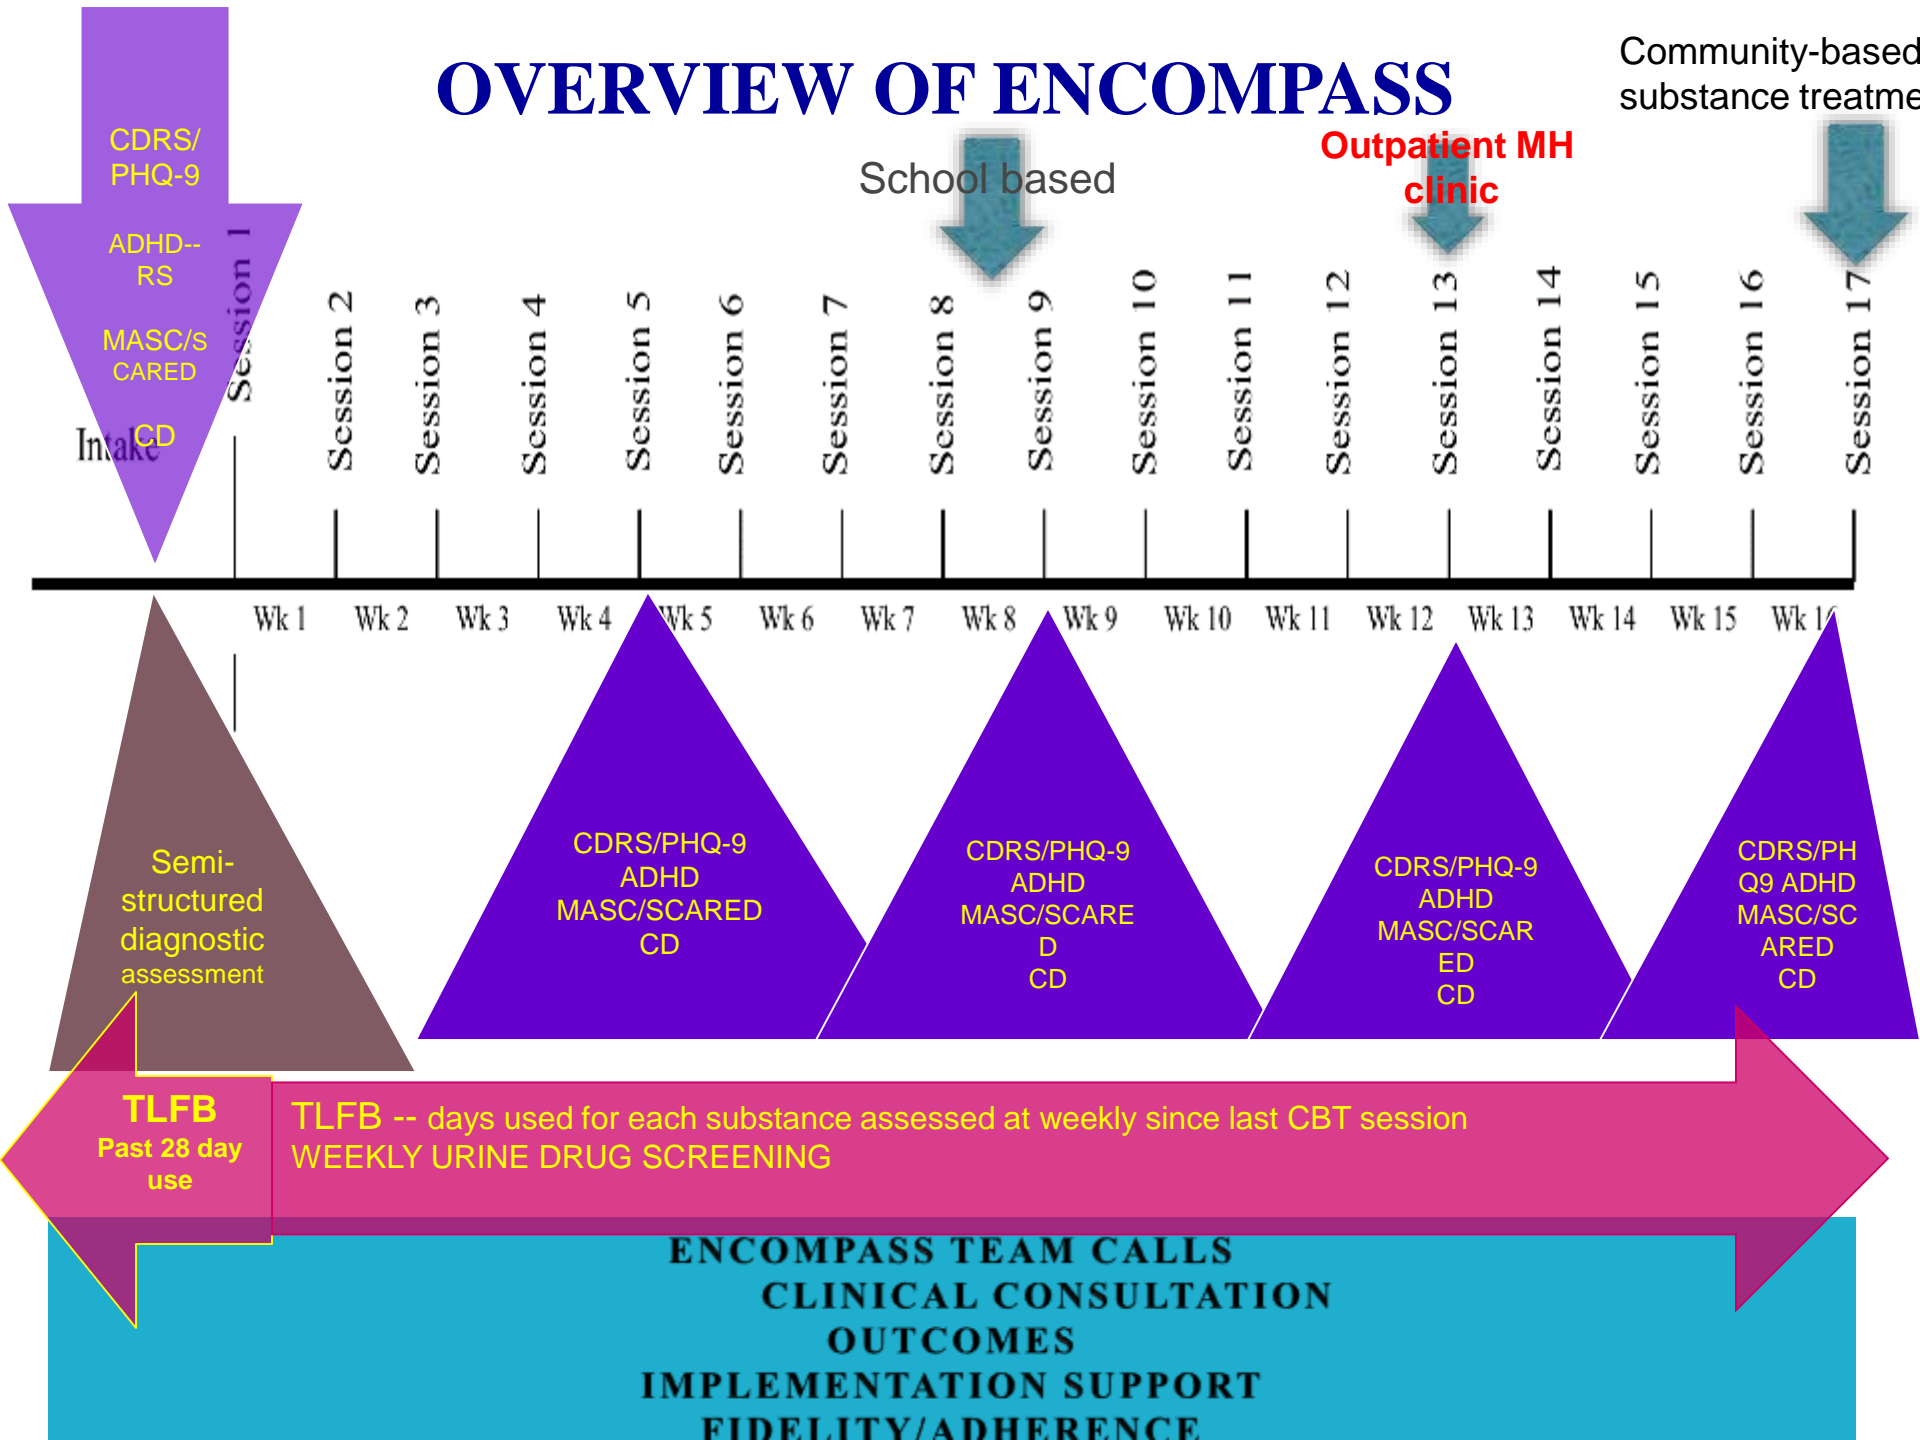 OVERVIEW OF ENCOMPASS
Community-based
substance treatme
School based
Outpatient MH
clinic
CDRS/
PHQ-9
ADHD--
RS
MASC/S
CARED
CD
Intake
Session 1
Session 2
Session 3
Session 4
Session 5
Session 6
Session 7
Session 8
Session 9
Session 10
Session 11
Session 12
Session 13
Session 14
Session 15
Session 16
Session 17
Wk 1
Wk 2
Wk 3
Wk 4
Wk 5
Wk 6
Wk 7
Wk 8
Wk 9
Wk 10
Wk 11
Wk 12
Wk 13
Wk 14
Wk 15
Wk 16
Semi-
structured
diagnostic
assessment
CDRS/PHQ-9
ADHD
MASC/SCARED
CD
CDRS/PHQ-9
ADHD
MASC/SCARE
D
CD
CDRS/PHQ-9
ADHD
MASC/SCAR
ED
CD
CDRS/PH
Q9 ADHD
MASC/SC
ARED
CD
TLFB
Past 28 day
use
TLFB -- days used for each substance assessed at weekly since last CBT session
WEEKLY URINE DRUG SCREENING
ENCOMPASS TEAM CALLS
CLINICAL CONSULTATION
OUTCOMES
IMPLEMENTATION SUPPORT
FIDELITY/ADHERENCE